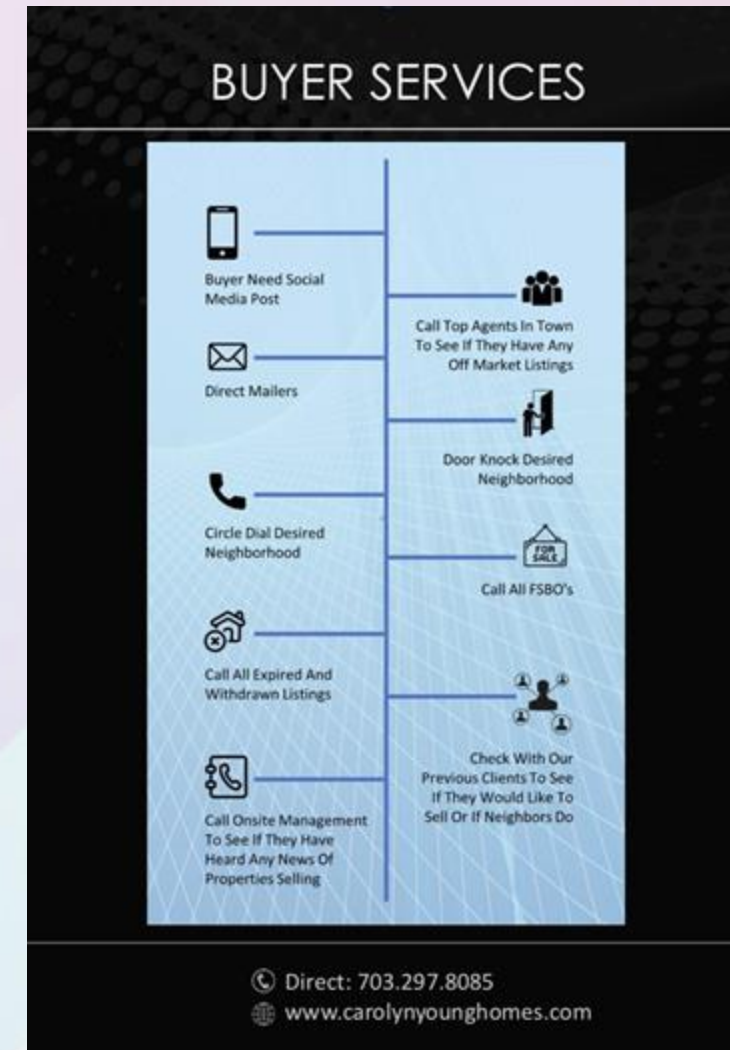 BUYER SERVICES
Buyer Need Social
Media Post
Call Top Agents In Town
To See If They Have Any
Off Market Listings
Direct Mailers
Door Knock Desired
Neighborhood
Circle Dial Desired
Neighborhood
FOR
SALE
Call All FSBO's
Call All Expired And
Withdrawn Listings
Check With Our
Previous Clients To See
If They Would Like To
Sell Or If Neighbors Do
Call Onsite Management
To See If They Have
Heard Any News Of
Properties Selling
Direct: 703.297.8085
www.carolynyounghomes.com